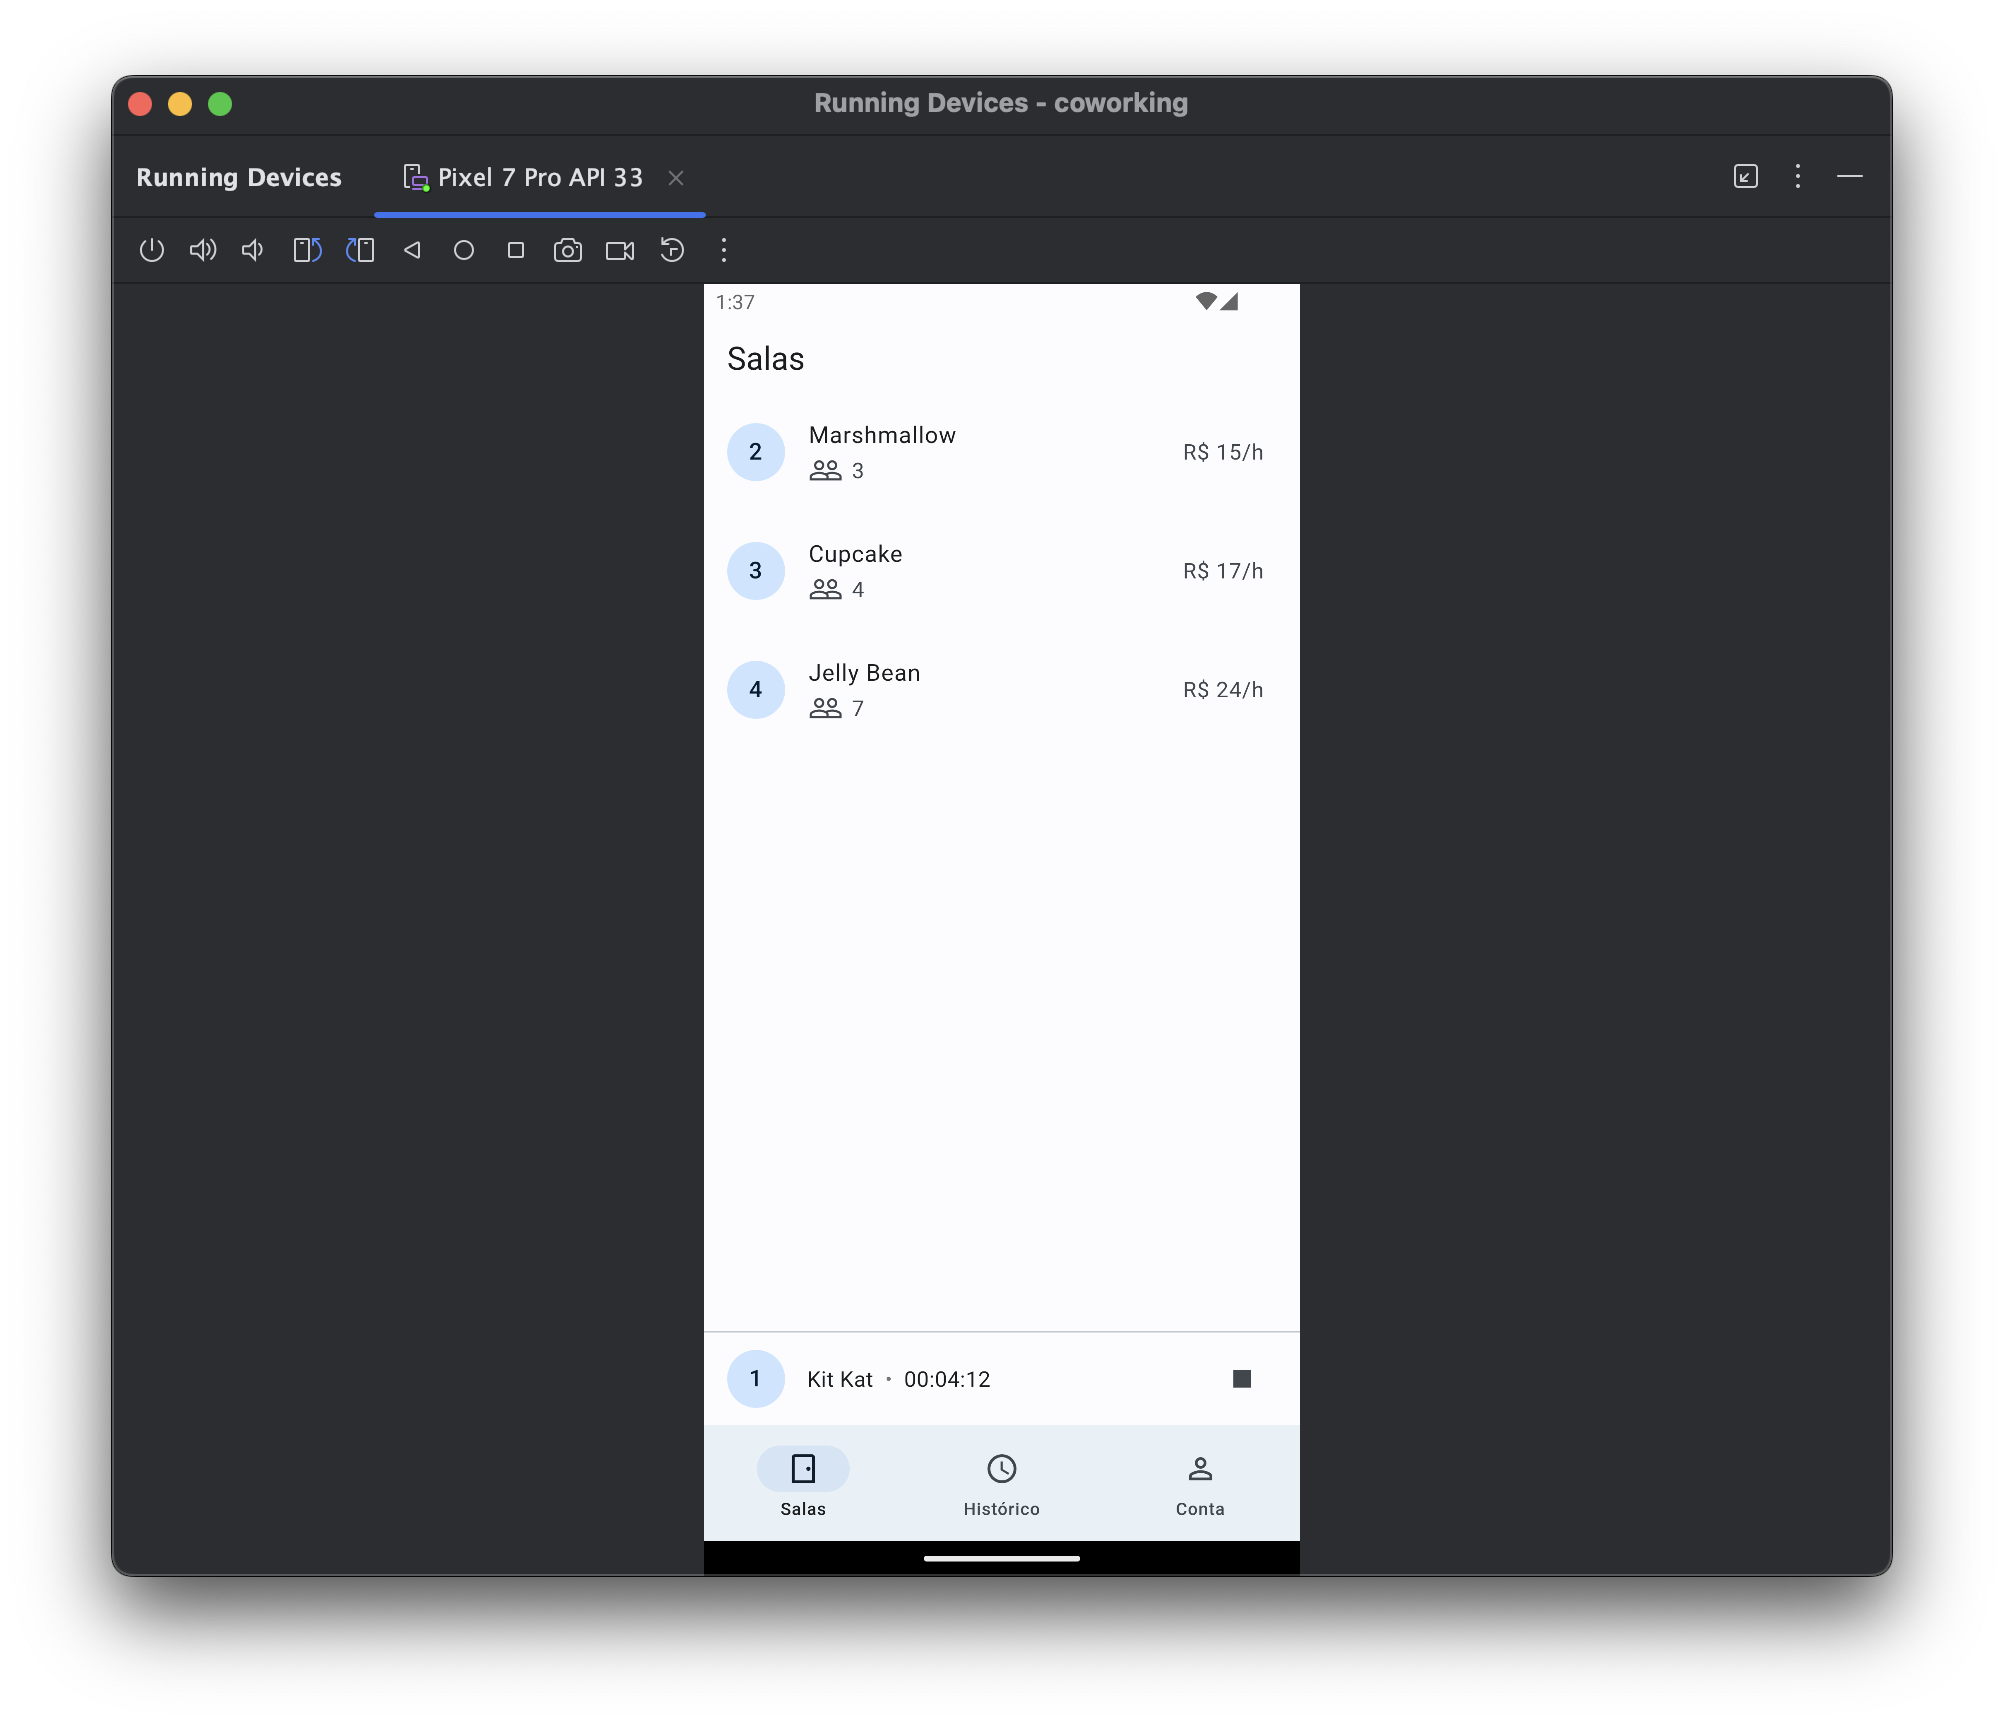 Running Devices - coworking
Running Devices
Pixel 7 Pro API 33
1:37
Salas
2
Marshmallow
3
R$ 15/h
3
Cupcake
4
R$ 17/h
4
Jelly Bean
7
R$ 24/h
1
Kit Kat • 00:04:12
Salas
Histórico
Conta